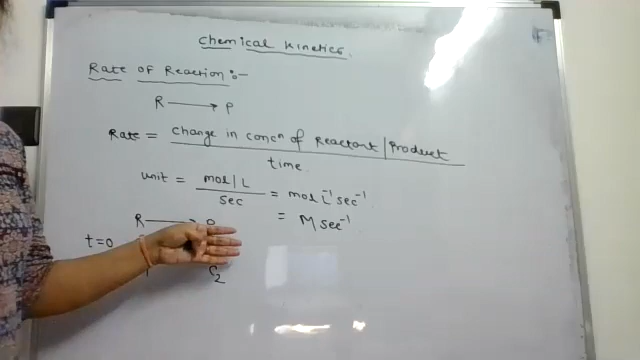 Chemical Kinetics.
Rate of Reaction:-
R → P
Rate = change in concn of Reactant | Product
time
unit = mol|L = mol L⁻¹ sec⁻¹
sec
= M sec⁻¹
R →
t=0